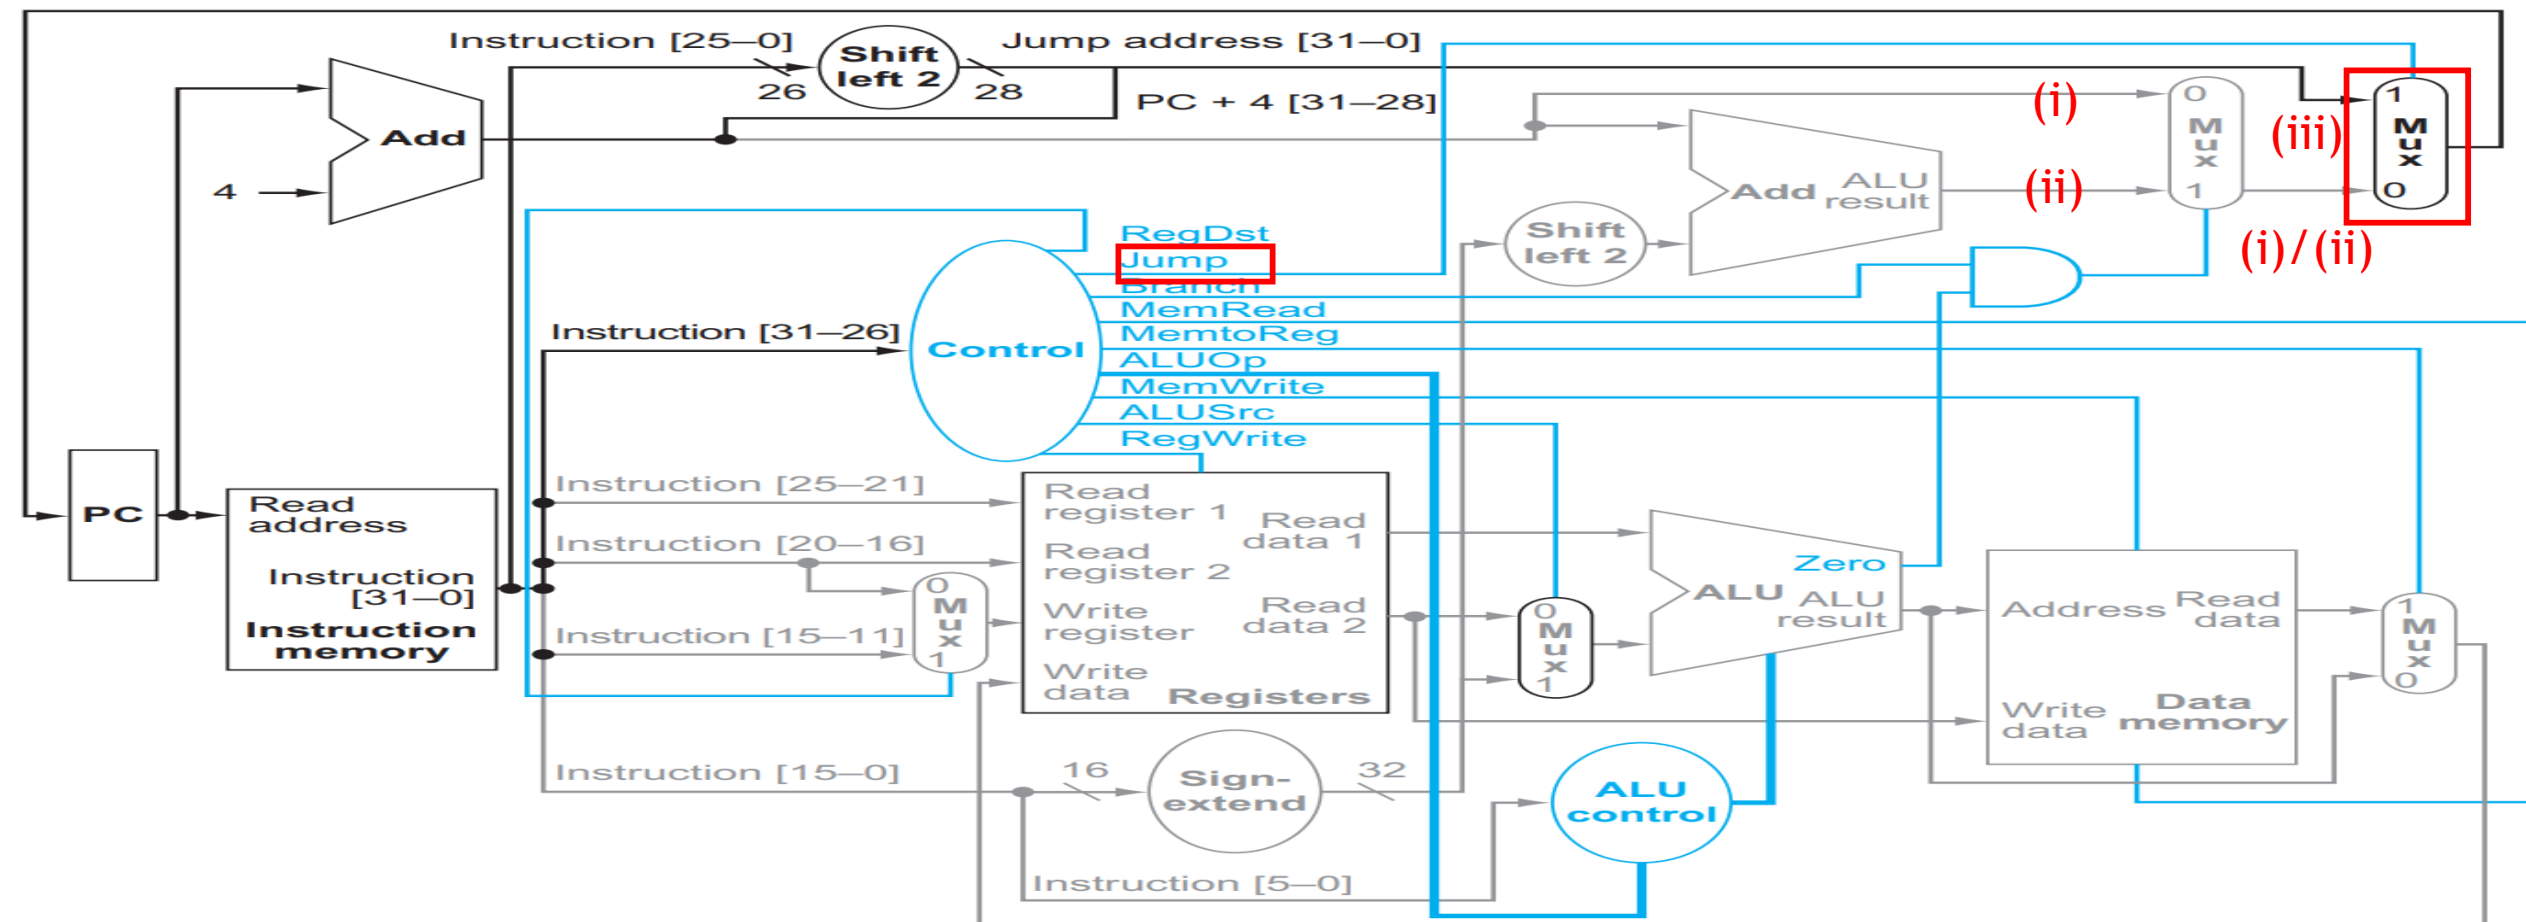 Instruction [25–0]
Shift
left 2
Jump address [31–0]
26
28
PC + 4 [31–28]
Add
4
(i)
(ii)
(iii)
(i)/(ii)
0
M
u
x
1
1
M
u
x
0
Add
ALU
result
Shift
left 2
RegDst
Jump
Branch
MemRead
MemtoReg
ALUOp
MemWrite
ALUSrc
RegWrite
Instruction [31–26]
Control
PC
Read
address
Instruction
[31–0]
Instruction
memory
Instruction [25–21]
Instruction [20–16]
Instruction [15–11]
Instruction [15–0]
0
M
u
x
1
Read
register 1
Read
register 2
Write
register
Write
data
Read
data 1
Read
data 2
Registers
0
M
u
x
1
Zero
ALU
ALU
result
Address
Read
data
Write
data
Data
memory
1
M
u
x
0
16
Sign-
extend
32
ALU
control
Instruction [5–0]